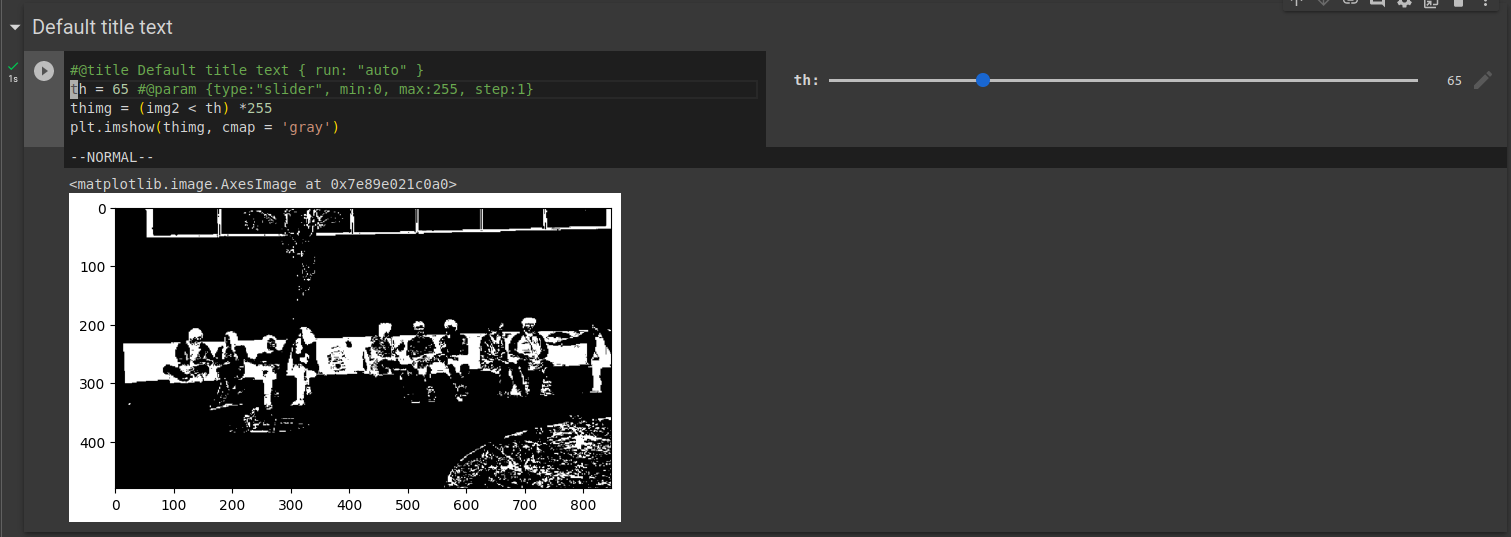 Default title text
1s
#@title Default title text { run: "auto" }
th = 65 #@param {type:"slider", min:0, max:255, step:1}
thimg = (img2 < th) *255
plt.imshow(thimg, cmap = 'gray')
th:
65
--NORMAL--
<matplotlib.image.AxesImage at 0x7e89e021c0a0>
0
100
200
300
400
0 100 200 300 400 500 600 700 800